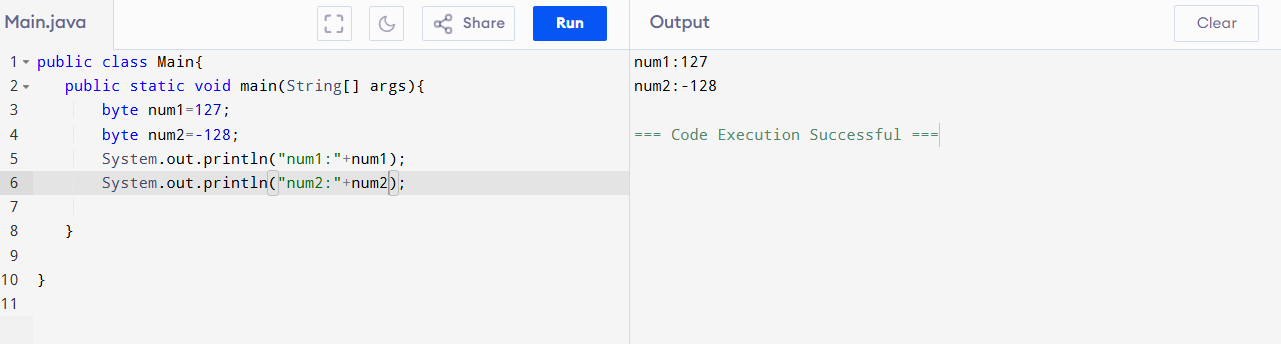 Main.java
Share
Run
Output
Clear
1 public class Main{
2 public static void main(String[] args){
3 byte num1=127;
4 byte num2=-128;
5 System.out.println("num1:"+num1);
6 System.out.println("num2:"+num2);
7
8 }
9
10 }
11
num1:127
num2:-128
=== Code Execution Successful ===